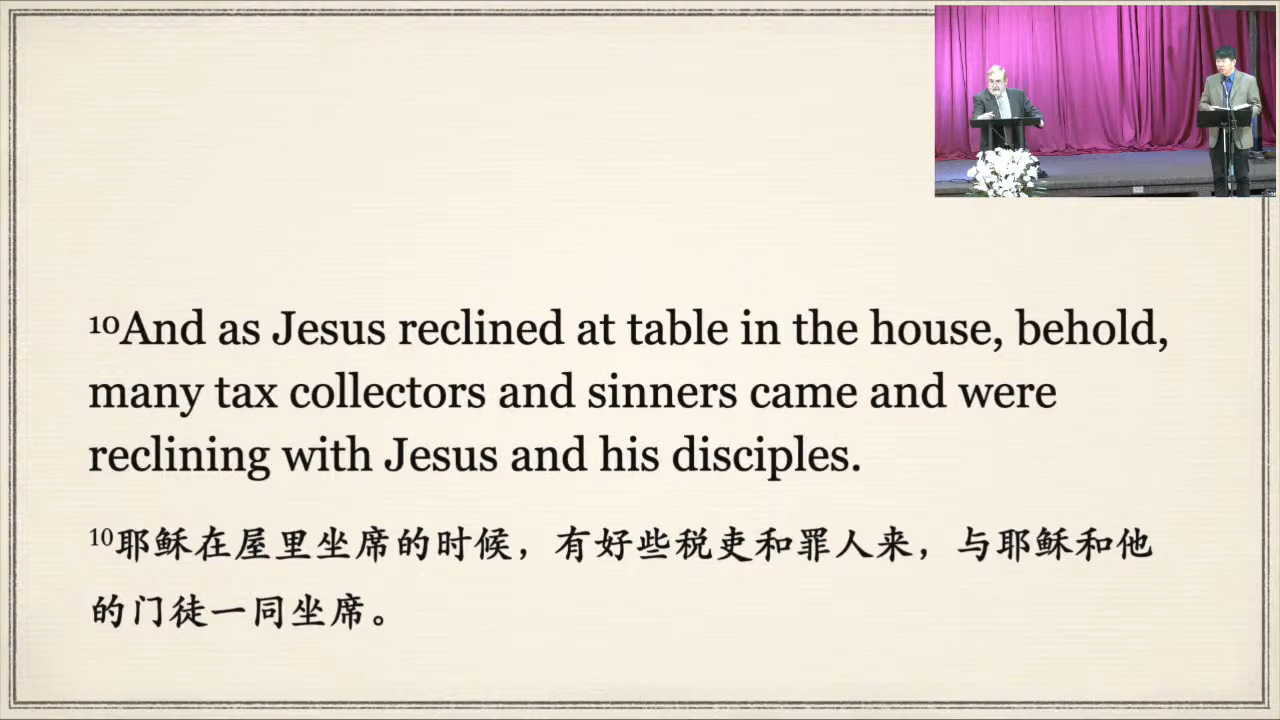 ¹⁰And as Jesus reclined at table in the house, behold,
many tax collectors and sinners came and were
reclining with Jesus and his disciples.
¹⁰耶稣在屋里坐席的时候，有好些税吏和罪人来，与耶稣和他
的门徒一同坐席。